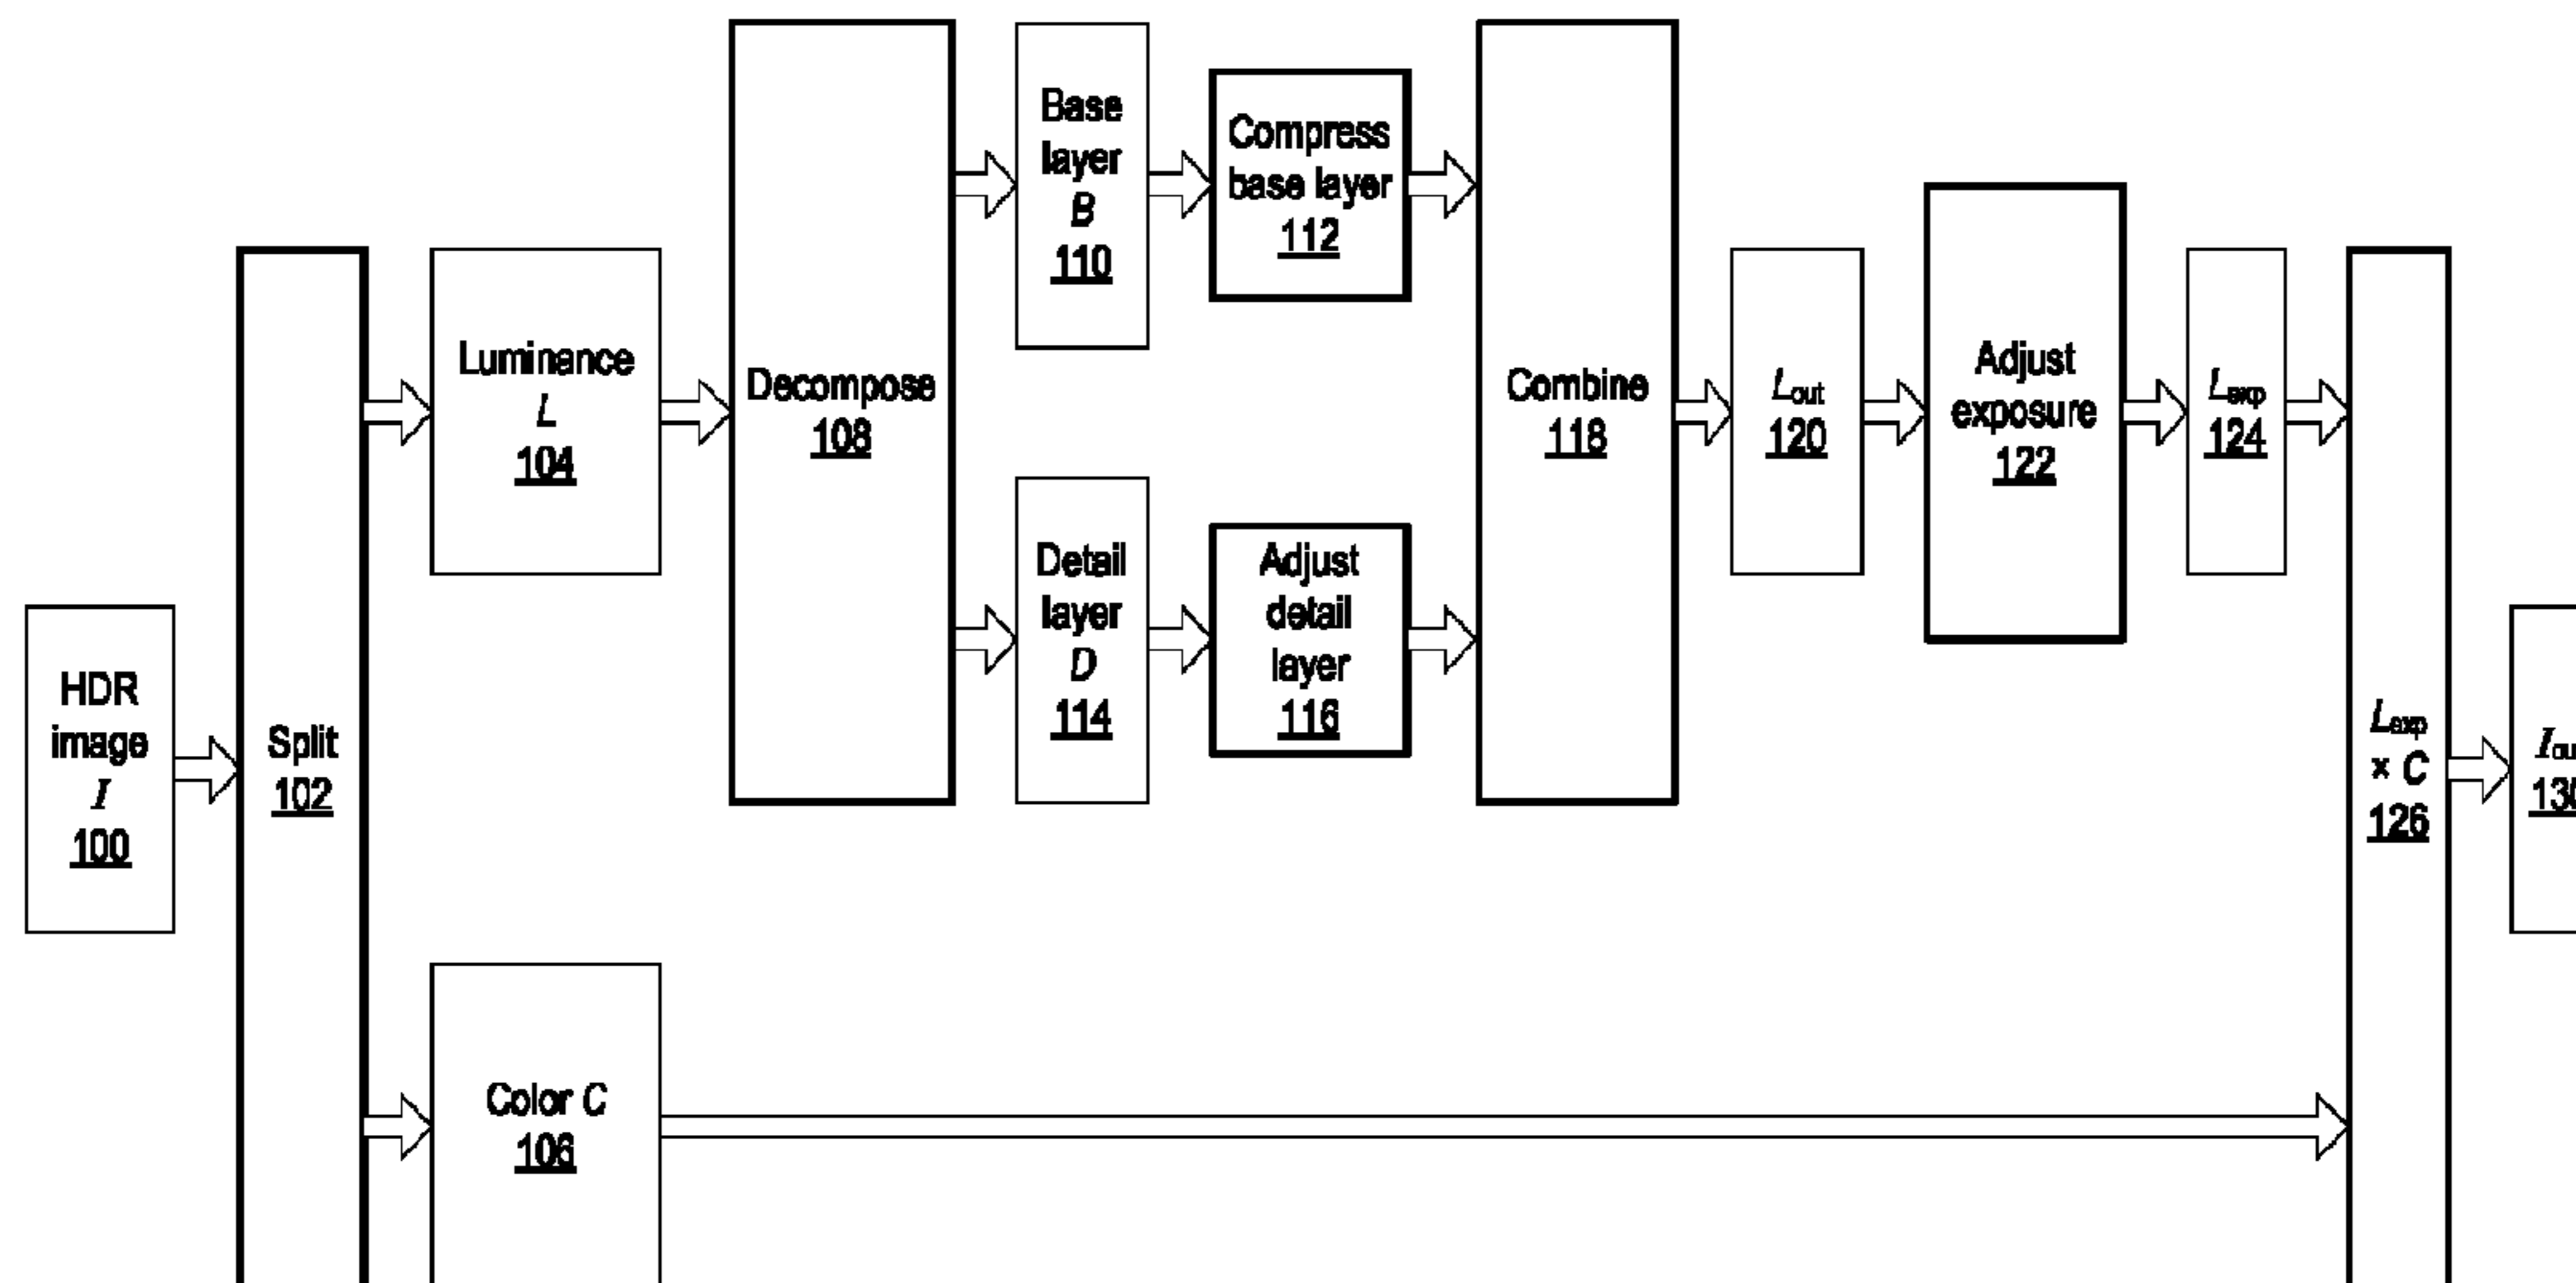 HDR
image
I
100
Split
102
Luminance
L
104
Color C
106
Decompose
108
Base
layer
B
110
Compress
base layer
112
Detail
layer
D
114
Adjust
detail
layer
116
Combine
118
Lout
120
Adjust
exposure
122
Lexp
124
Lexp
× C
126